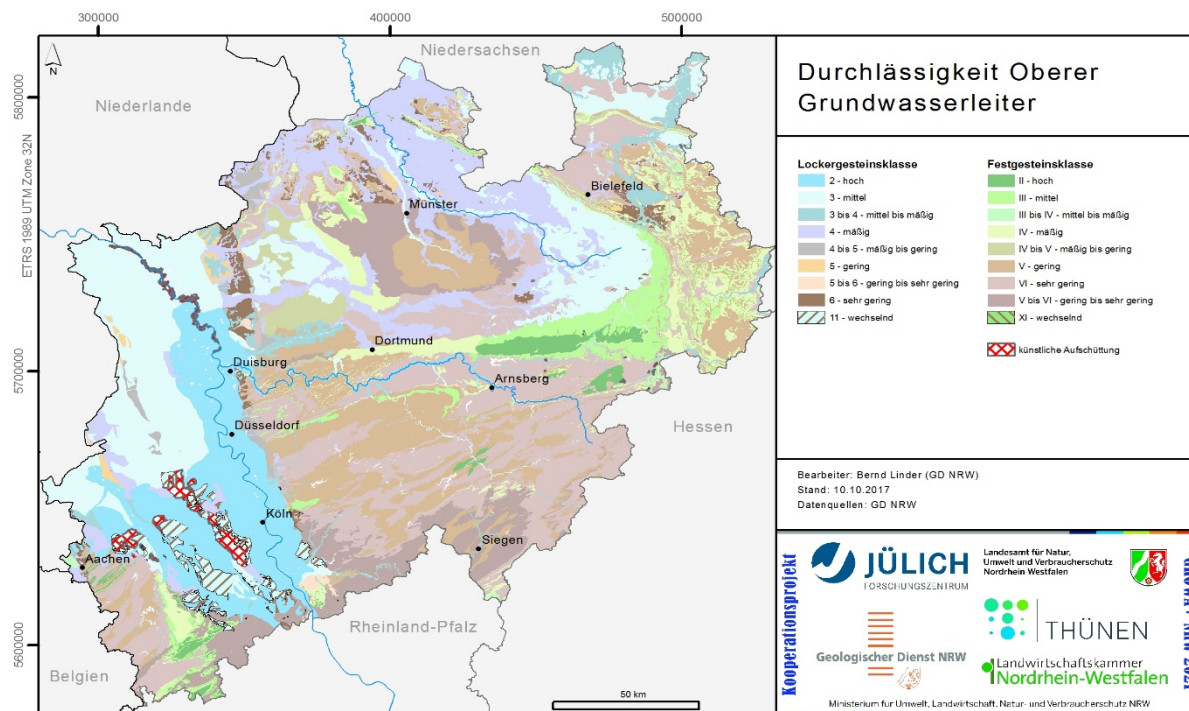 300000
400000
500000
5800000
5700000
5600000
ETRS 1989 UTM Zone 32N
N
Niedersachsen
Niederlande
Bielefeld
Münster
Dortmund
Duisburg
Arnsberg
Düsseldorf
Hessen
Köln
Siegen
Aachen
Rheinland-Pfalz
Belgien
50 km
Durchlässigkeit Oberer
Grundwasserleiter
Lockergesteinsklasse
2 - hoch
3 - mittel
3 bis 4 - mittel bis mäßig
4 - mäßig
4 bis 5 - mäßig bis gering
5 - gering
5 bis 6 - gering bis sehr gering
6 - sehr gering
11 - wechselnd
Festgesteinsklasse
II - hoch
III - mittel
III bis IV - mittel bis mäßig
IV - mäßig
IV bis V - mäßig bis gering
V - gering
VI - sehr gering
V bis VI - gering bis sehr gering
XI - wechselnd
künstliche Aufschüttung
Bearbeiter: Bernd Linder (GD NRW)
Stand: 10.10.2017
Datenquellen: GD NRW
Kooperationsprojekt
JÜLICH
FORSCHUNGSZENTRUM
Landesamt für Natur,
Umwelt und Verbraucherschutz
Nordrhein-Westfalen
THÜNEN
Geologischer Dienst NRW
Landwirtschaftskammer
Nordrhein-Westfalen
Ministerium für Umwelt, Landwirtschaft, Natur- und Verbraucherschutz NRW